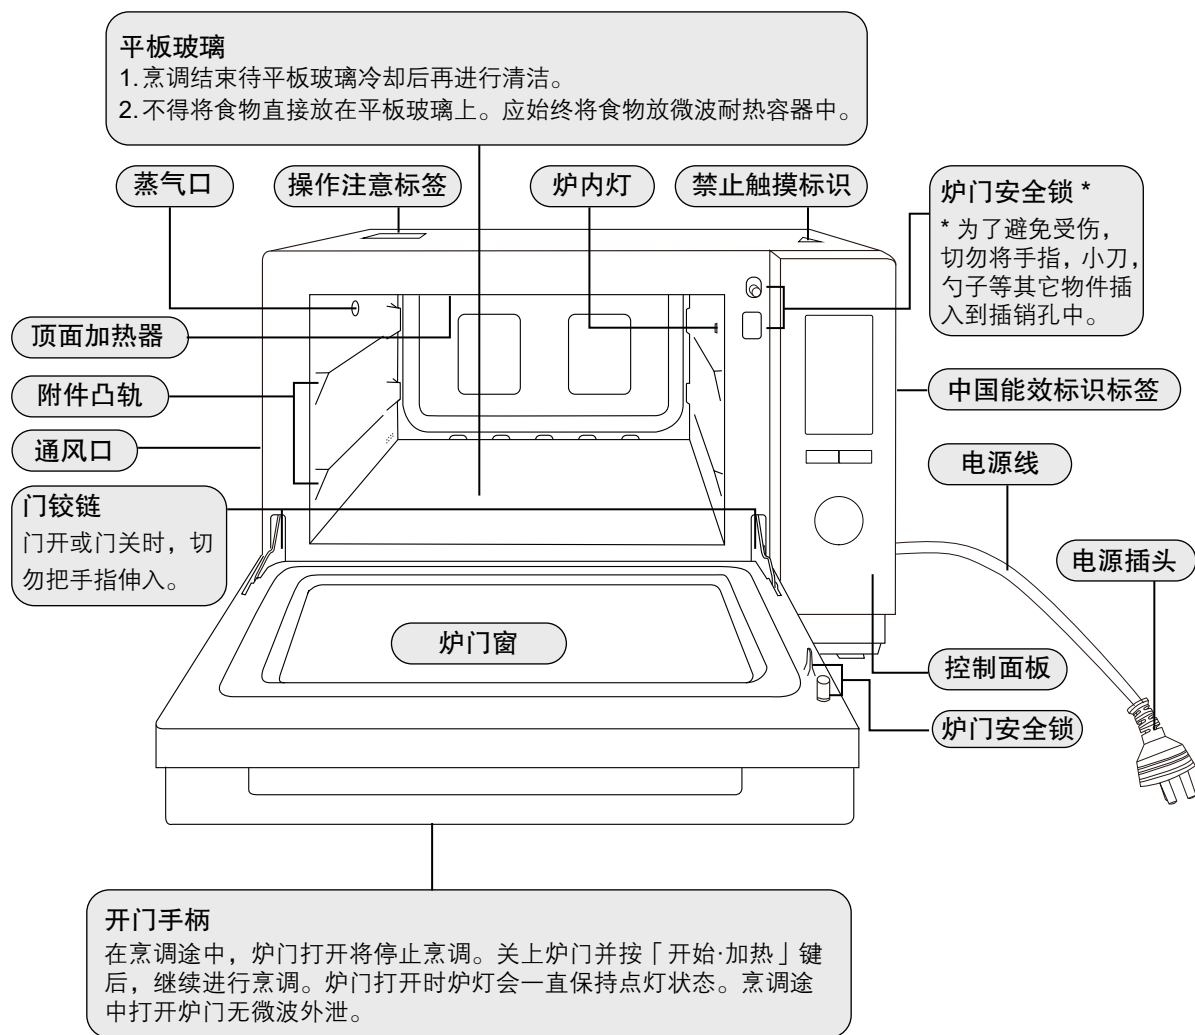 平板玻璃
1. 烹调结束待平板玻璃冷却后再进行清洁。
2. 不得将食物直接放在平板玻璃上。应始终将食物放微波耐热容器中。
蒸气口
操作注意标签
炉内灯
禁止触摸标识
炉门安全锁 *
* 为了避免受伤，
切勿将手指，小刀，
勺子等其它物件插
入到插销孔中。
顶面加热器
附件凸轨
中国能效标识标签
通风口
电源线
门铰链
门开或门关时，切
勿把手指伸入。
电源插头
炉门窗
控制面板
炉门安全锁
开门手柄
在烹调途中，炉门打开将停止烹调。关上炉门并按「开始·加热」键
后，继续进行烹调。炉门打开时炉灯会一直保持点灯状态。烹调途
中打开炉门无微波外泄。